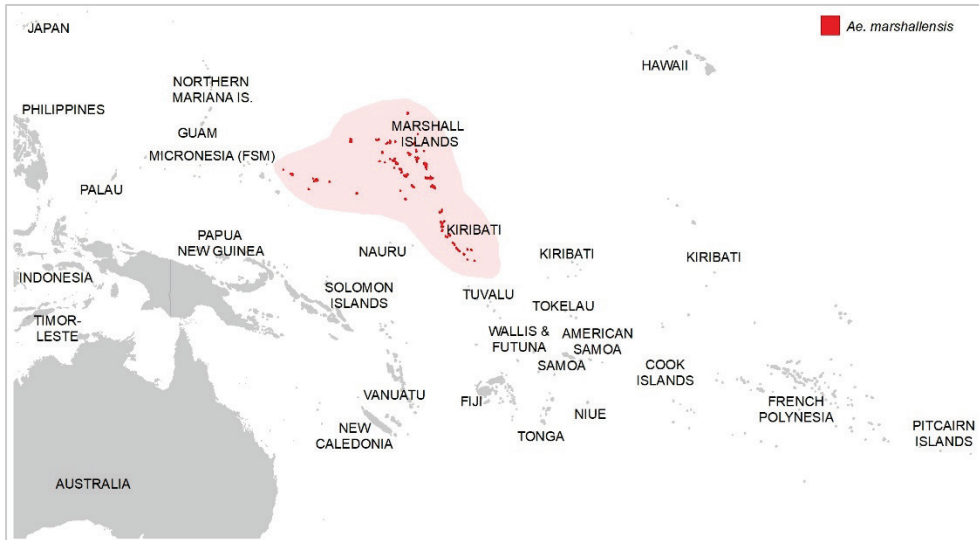 JAPAN
Ae. marshallensis
HAWAII
NORTHERN
MARIANA IS.
PHILIPPINES
GUAM
MARSHALL
ISLANDS
MICRONESIA (FSM)
PALAU
PAPUA
NEW GUINEA
KIRIBATI
NAURU
KIRIBATI
KIRIBATI
INDONESIA
SOLOMON
ISLANDS
TUVALU
TOKELAU
TIMOR-
LESTE
WALLIS &
FUTUNA
AMERICAN
SAMOA
SAMOA
COOK
ISLANDS
VANUATU
FIJI
NIUE
FRENCH
POLYNESIA
NEW
CALEDONIA
TONGA
PITCAIRN
ISLANDS
AUSTRALIA